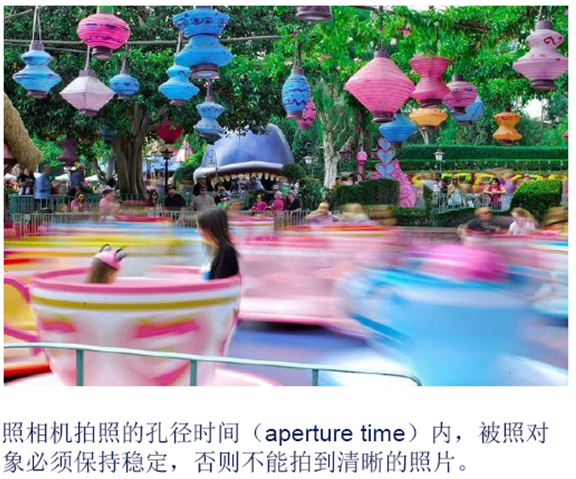 照相机拍照的孔径时间（aperture time）内，被照对
象必须保持稳定，否则不能拍到清晰的照片。